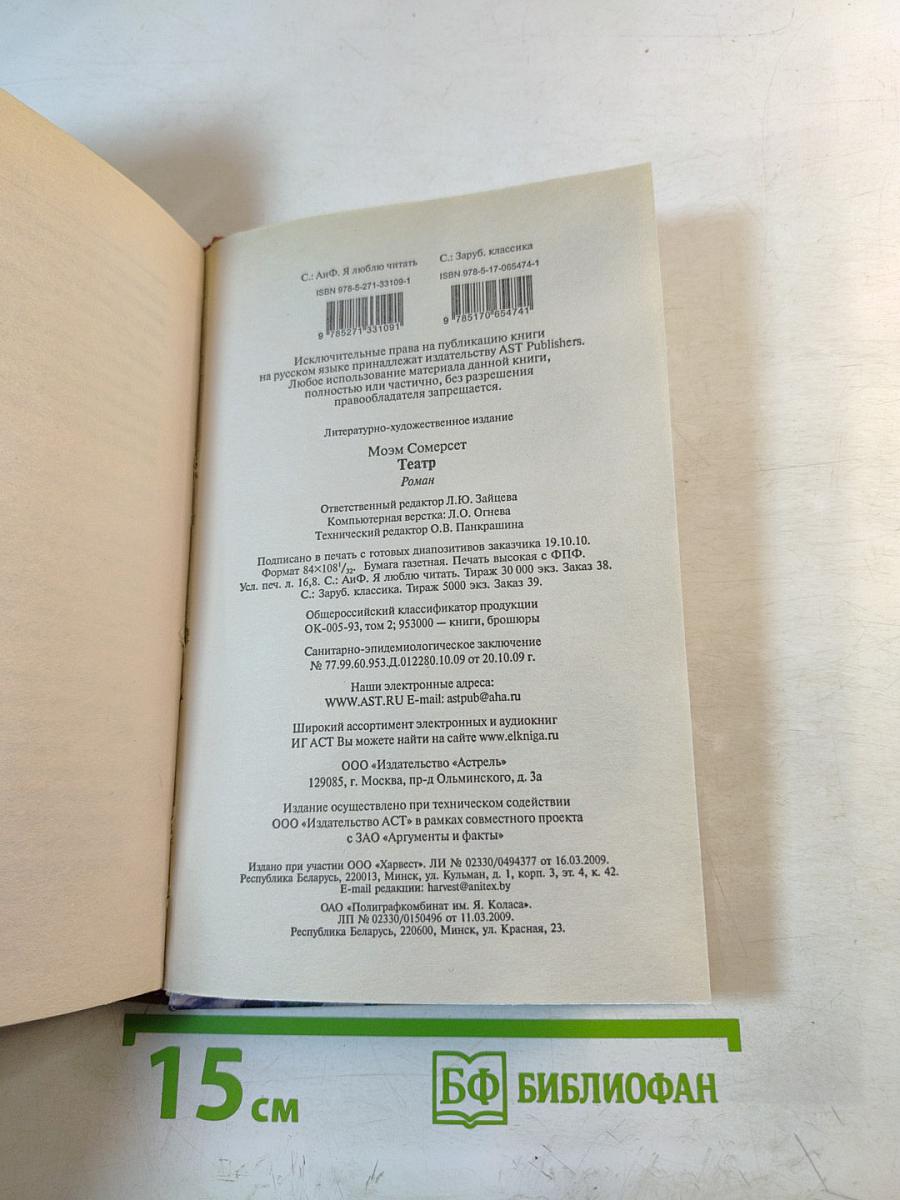 С.: АиФ. Я люблю читать
ISBN 978-5-271-33109-1
9 785271 331091
С.: Заруб. классика
ISBN 978-5-17-065474-1
9 785170 654741
Исключительные права на публикацию книги
на русском языке принадлежат издательству AST Publishers.
Любое использование материала данной книги,
полностью или частично, без разрешения
правообладателя запрещается.
Литературно-художественное издание
Моэм Сомерсет
Театр
Роман
Ответственный редактор Л.Ю. Зайцева
Компьютерная верстка: Л.О. Огнева
Технический редактор О.В. Панкрашина
Подписано в печать с готовых диапозитивов заказчика 19.10.10.
Формат 84×108 1/32. Бумага газетная. Печать высокая с ФПФ.
Усл. печ. л. 16,8. С.: АиФ. Я люблю читать. Тираж 30 000 экз. Заказ 38.
С.: Заруб. классика. Тираж 5000 экз. Заказ 39.
Общероссийский классификатор продукции
ОК-005-93, том 2; 953000 — книги, брошюры
Санитарно-эпидемиологическое заключение
№ 77.99.60.953.Д.012280.10.09 от 20.10.09 г.
Наши электронные адреса:
WWW.AST.RU E-mail: astpub@aha.ru
Широкий ассортимент электронных и аудиокниг
ИГ АСТ Вы можете найти на сайте www.elkniga.ru
ООО «Издательство «Астрель»
129085, г. Москва, пр-д Ольминского, д. 3а
Издание осуществлено при техническом содействии
ООО «Издательство АСТ» в рамках совместного проекта
с ЗАО «Аргументы и факты»
Издано при участии ООО «Харвест». ЛИ № 02330/0494377 от 16.03.2009.
Республика Беларусь, 220013, Минск, ул. Кульман, д. 1, корп. 3, эт. 4, к. 42.
E-mail редакции: harvest@anitex.by
ОАО «Полиграфкомбинат им. Я. Коласа».
ЛП № 02330/0150496 от 11.03.2009.
Республика Беларусь, 220600, Минск, ул. Красная, 23.
15 см
БФ БИБЛИОФАН